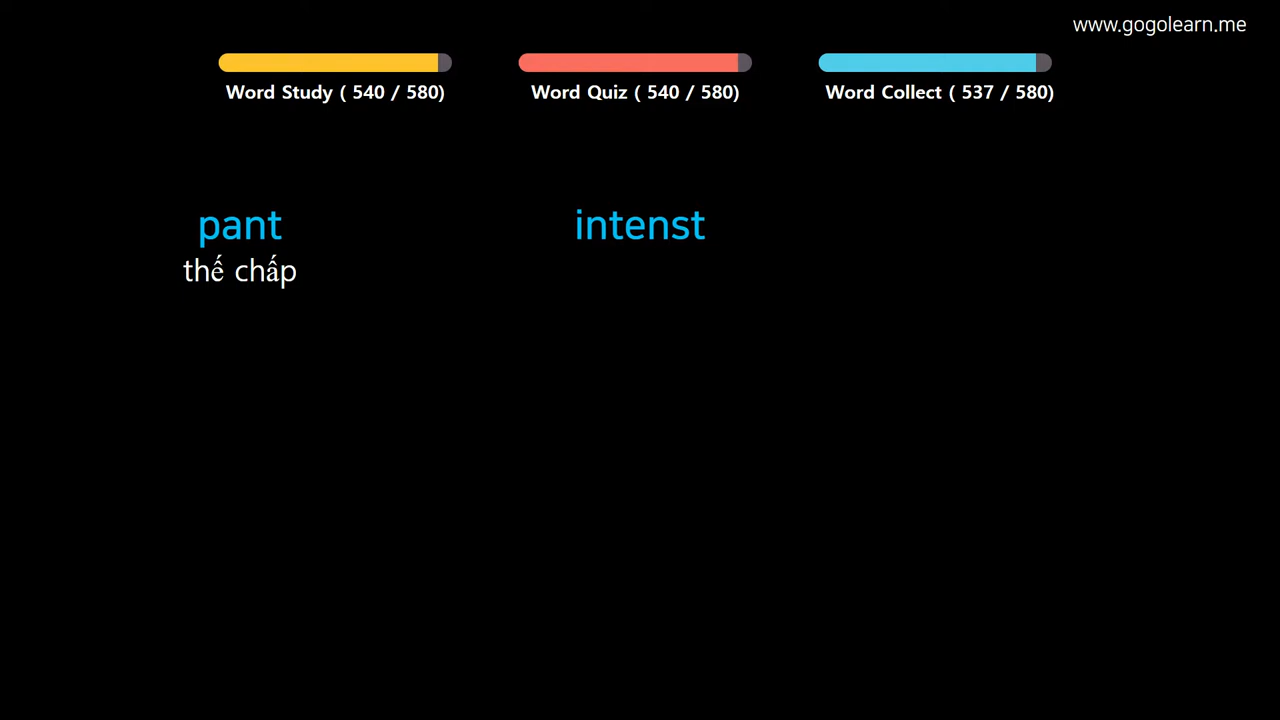 www.gogolearn.me
Word Study ( 540 / 580)
Word Quiz ( 540 / 580)
Word Collect ( 537 / 580)
pant
thế chấp
intenst